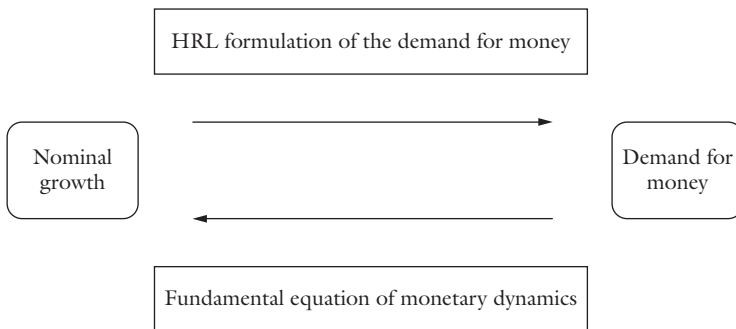 HRL formulation of the demand for money
Nominal
growth
Demand for
money
Fundamental equation of monetary dynamics